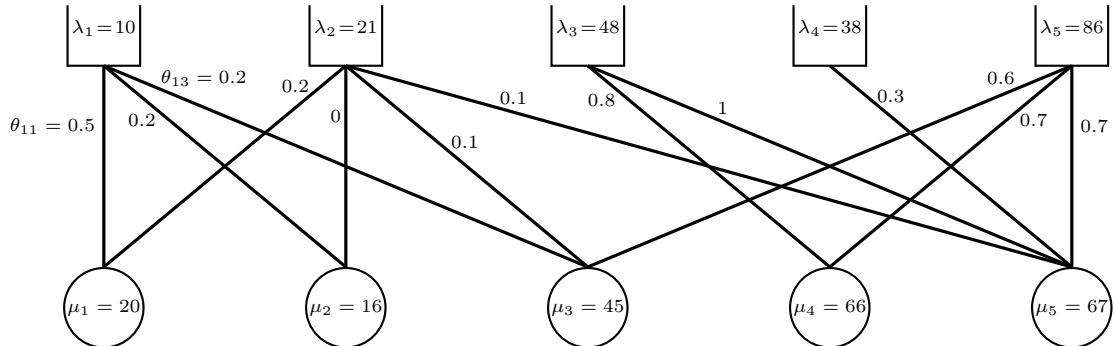 λ₁=10 λ₂=21 λ₃=48 λ₄=38 λ₅=86
θ₁₃ = 0.2 0.2 0.1 0.8 1 0.3 0.6
θ₁₁ = 0.5 0.2 0 0.1 0.7 0.7
μ₁ = 20 μ₂ = 16 μ₃ = 45 μ₄ = 66 μ₅ = 67